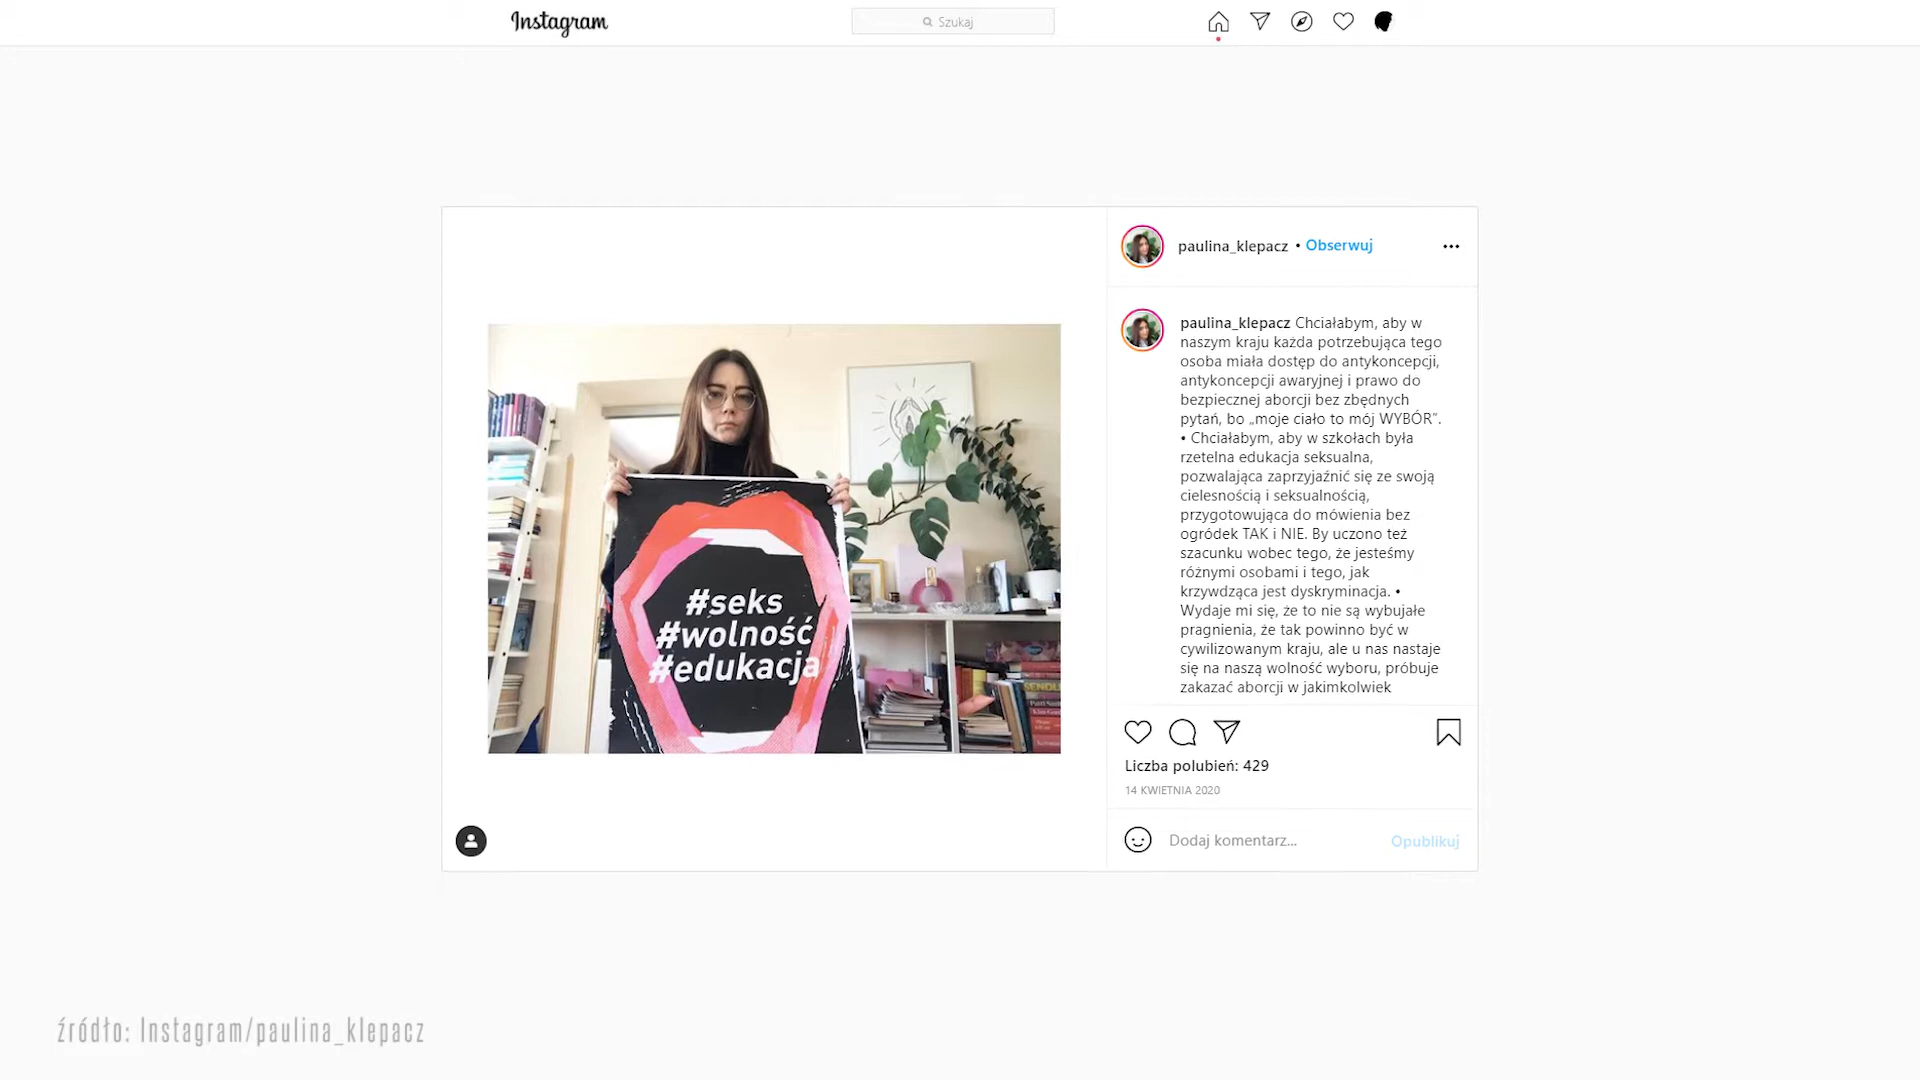 Instagram
Szukaj
paulina_klepacz • Obserwuj
paulina_klepacz Chciałabym, aby w
naszym kraju każda potrzebująca tego
osoba miała dostęp do antykoncepcji,
antykoncepcji awaryjnej i prawo do
bezpiecznej aborcji bez zbędnych
pytań, bo „moje ciało to mój WYBÓR”.
• Chciałabym, aby w szkołach była
rzetelna edukacja seksualna,
pozwalająca zaprzyjaźnić się ze swoją
cielesnością i seksualnością,
przygotowująca do mówienia bez
ogródek TAK i NIE. By uczono też
szacunku wobec tego, że jesteśmy
różnymi osobami i tego, jak
krzywdząca jest dyskryminacja. •
Wydaje mi się, że to nie są wybujałe
pragnienia, że tak powinno być w
cywilizowanym kraju, ale u nas nastaje
się na naszą wolność wyboru, próbuje
zakazać aborcji w jakimkolwiek
#seks
#wolność
#edukacja
Liczba polubień: 429
14 KWIETNIA 2020
Dodaj komentarz... Opublikuj
źródło: Instagram/paulina_klepacz